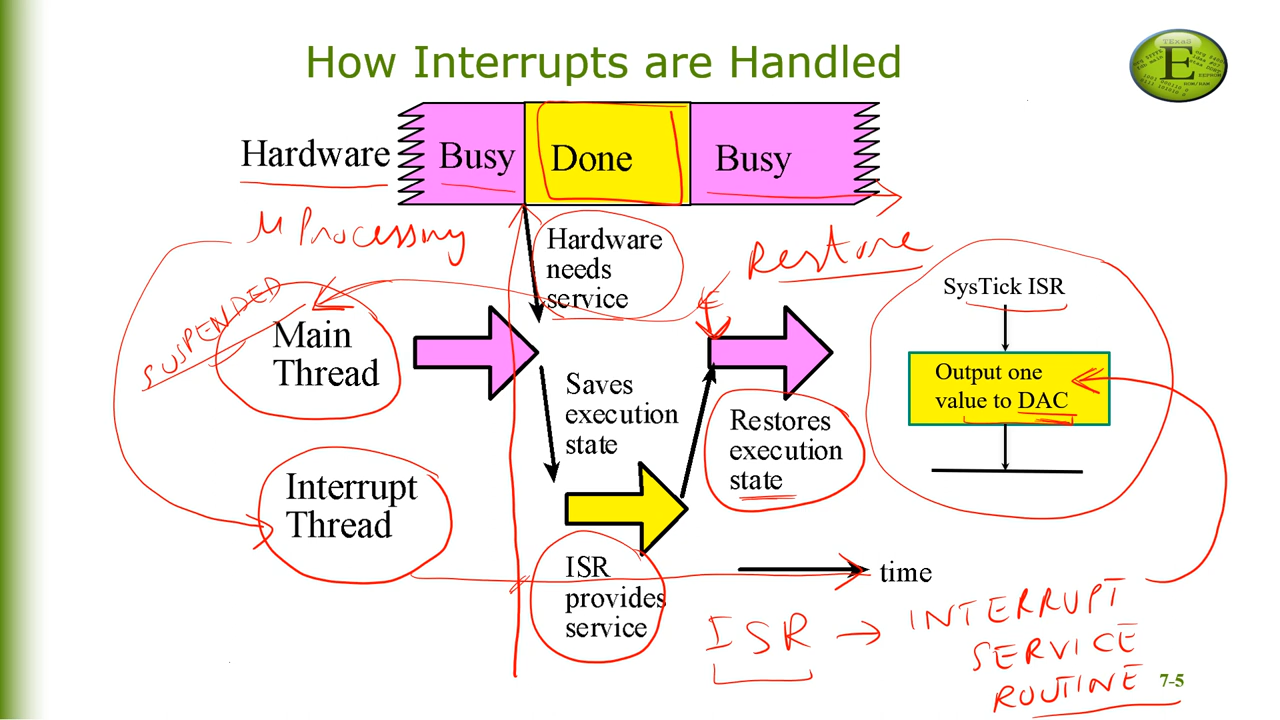 How Interrupts are Handled
TExaS
E
Hardware
Busy
Done
Busy
μ Processing
Hardware
needs
service
Restore
SysTick ISR
SUSPENDED
Main
Thread
Output one
value to DAC
Saves
execution
state
Restores
execution
state
Interrupt
Thread
ISR
provides
service
time
ISR → INTERRUPT
SERVICE
ROUTINE
7-5